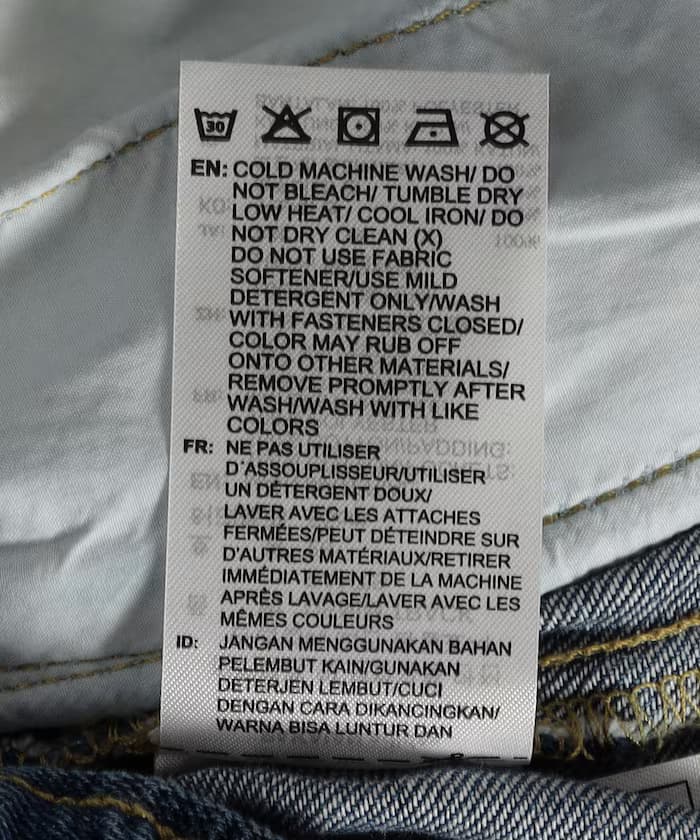 30
EN: COLD MACHINE WASH/ DO
NOT BLEACH/ TUMBLE DRY
LOW HEAT/ COOL IRON/ DO
NOT DRY CLEAN (X)
DO NOT USE FABRIC
SOFTENER/USE MILD
DETERGENT ONLY/WASH
WITH FASTENERS CLOSED/
COLOR MAY RUB OFF
ONTO OTHER MATERIALS/
REMOVE PROMPTLY AFTER
WASH/WASH WITH LIKE
COLORS
FR: NE PAS UTILISER
D'ASSOUPLISSEUR/UTILISER
UN DÉTERGENT DOUX/
LAVER AVEC LES ATTACHES
FERMÉES/PEUT DÉTEINDRE SUR
D'AUTRES MATÉRIAUX/RETIRER
IMMÉDIATEMENT DE LA MACHINE
APRÈS LAVAGE/LAVER AVEC LES
MÊMES COULEURS
ID: JANGAN MENGGUNAKAN BAHAN
PELEMBUT KAIN/GUNAKAN
DETERJEN LEMBUT/CUCI
DENGAN CARA DIKANCINGKAN/
WARNA BISA LUNTUR DAN